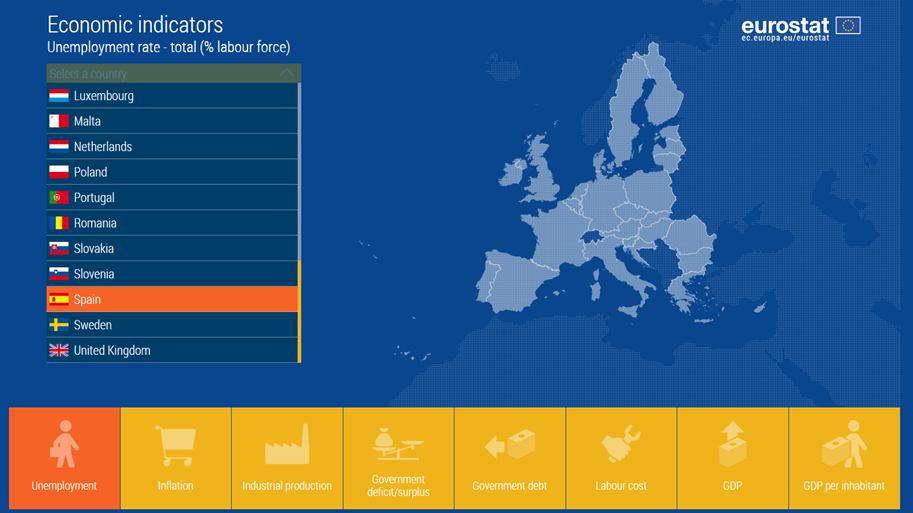 Economic indicators
Unemployment rate - total (% labour force)
eurostat
ec.europa.eu/eurostat
Select a country
Luxembourg
Malta
Netherlands
Poland
Portugal
Romania
Slovakia
Slovenia
Spain
Sweden
United Kingdom
Unemployment
Inflation
Industrial production
Government
deficit/surplus
Government debt
Labour cost
GDP
GDP per inhabitant